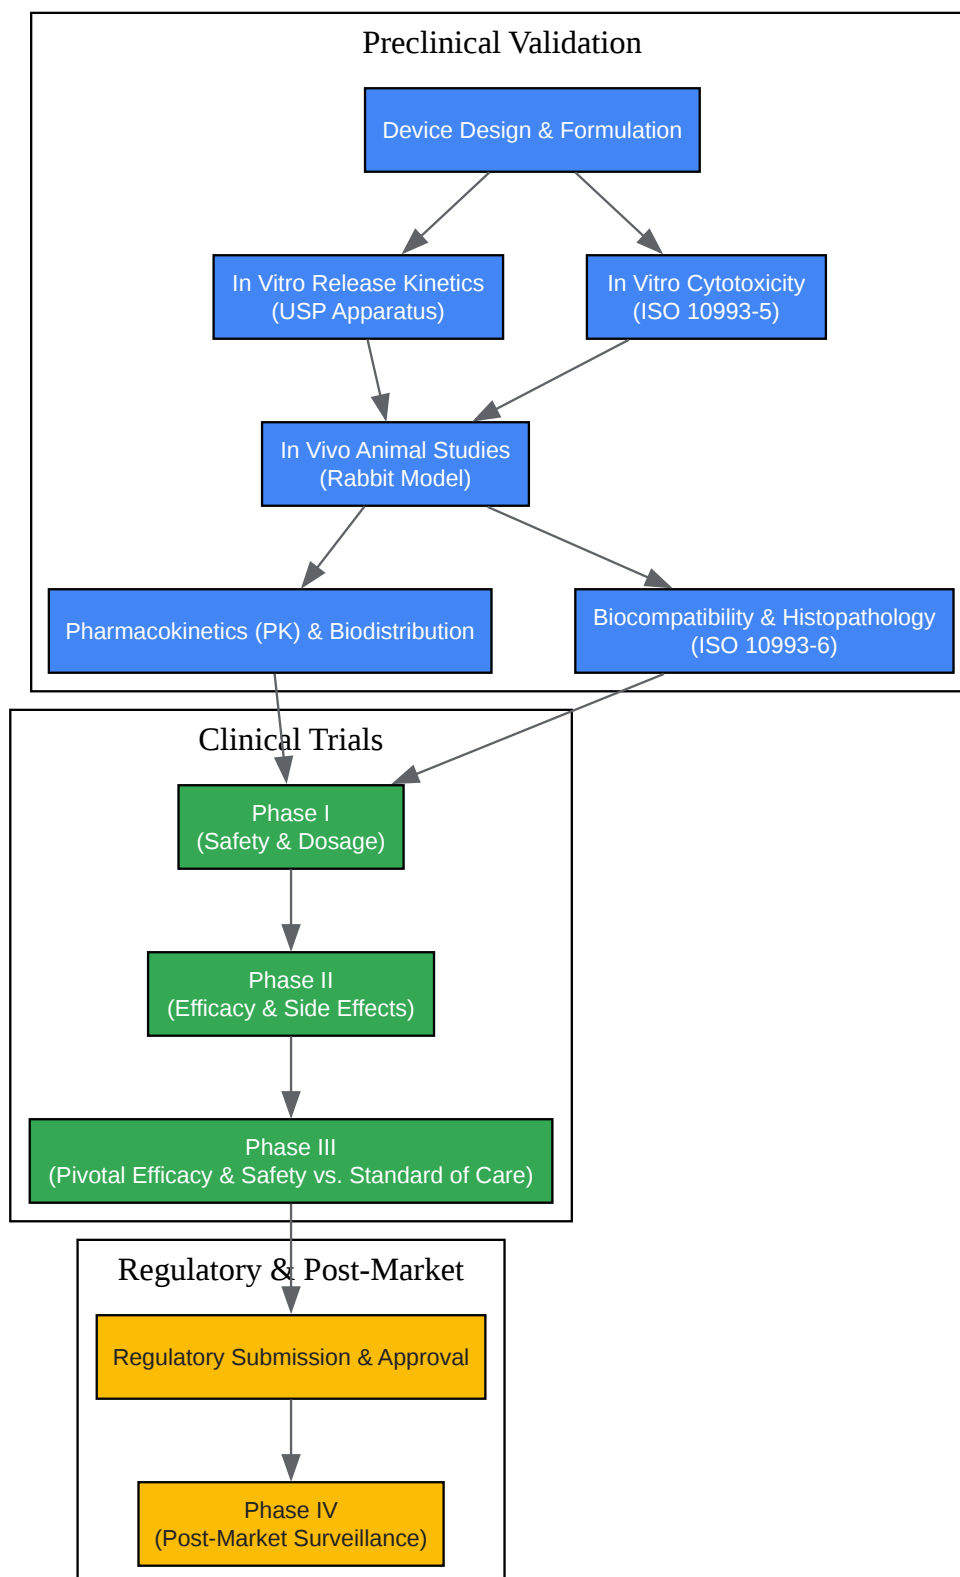 Preclinical Validation
Device Design & Formulation
In Vitro Release Kinetics
(USP Apparatus)
In Vitro Cytotoxicity
(ISO 10993-5)
In Vivo Animal Studies
(Rabbit Model)
Pharmacokinetics (PK) & Biodistribution
Biocompatibility & Histopathology
(ISO 10993-6)
Clinical Trials
Phase I
(Safety & Dosage)
Phase II
(Efficacy & Side Effects)
Phase III
(Pivotal Efficacy & Safety vs. Standard of Care)
Regulatory & Post-Market
Regulatory Submission & Approval
Phase IV
(Post-Market Surveillance)